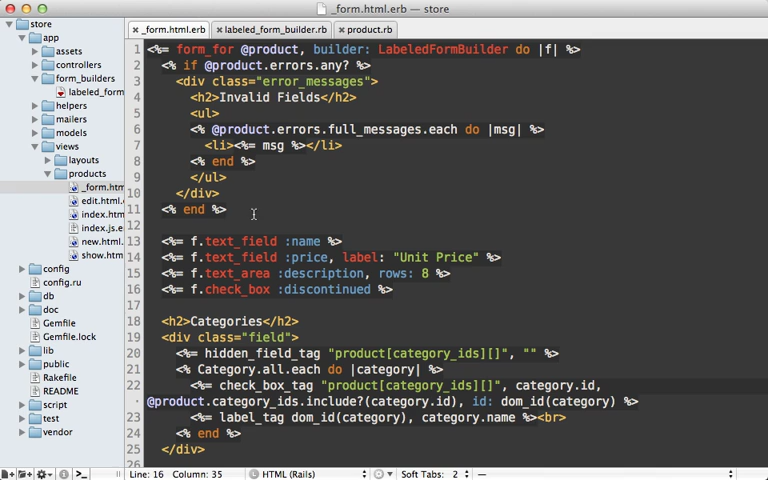 _form.html.erb — store
store
app
assets
controllers
form_builders
labeled_form
helpers
mailers
models
views
layouts
products
_form.htm
edit.html.
index.htm
index.js.e
new.html.
show.htm
config
config.ru
db
doc
Gemfile
Gemfile.lock
lib
public
Rakefile
README
script
test
vendor
_form.html.erb labeled_form_builder.rb product.rb
1 <%= form_for @product, builder: LabeledFormBuilder do |f| %>
2 <% if @product.errors.any? %>
3 <div class="error_messages">
4 <h2>Invalid Fields</h2>
5 <ul>
6 <% @product.errors.full_messages.each do |msg| %>
7 <li><%= msg %></li>
8 <% end %>
9 </ul>
10 </div>
11 <% end %>
12
13 <%= f.text_field :name %>
14 <%= f.text_field :price, label: "Unit Price" %>
15 <%= f.text_area :description, rows: 8 %>
16 <%= f.check_box :discontinued %>
17
18 <h2>Categories</h2>
19 <div class="field">
20 <%= hidden_field_tag "product[category_ids][]", "" %>
21 <% Category.all.each do |category| %>
22 <%= check_box_tag "product[category_ids][]", category.id,
· @product.category_ids.include?(category.id), id: dom_id(category) %>
23 <%= label_tag dom_id(category), category.name %><br>
24 <% end %>
25 </div>
26
Line: 16 Column: 35 HTML (Rails) Soft Tabs: 2 —